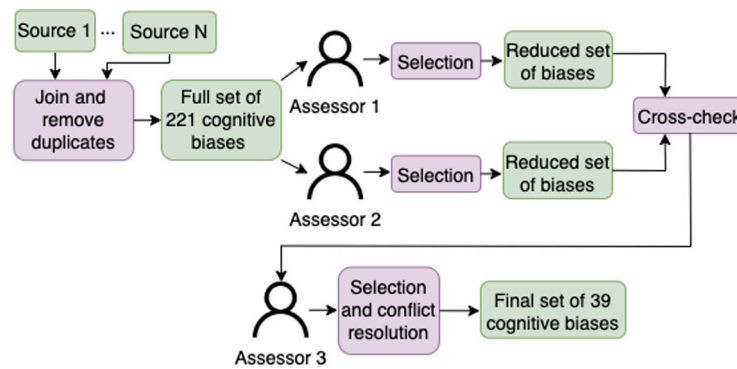 Source 1 ... Source N
Join and
remove
duplicates
Full set of
221 cognitive
biases
Assessor 1
Selection
Reduced set
of biases
Assessor 2
Selection
Reduced set
of biases
Cross-check
Assessor 3
Selection
and conflict
resolution
Final set of 39
cognitive biases